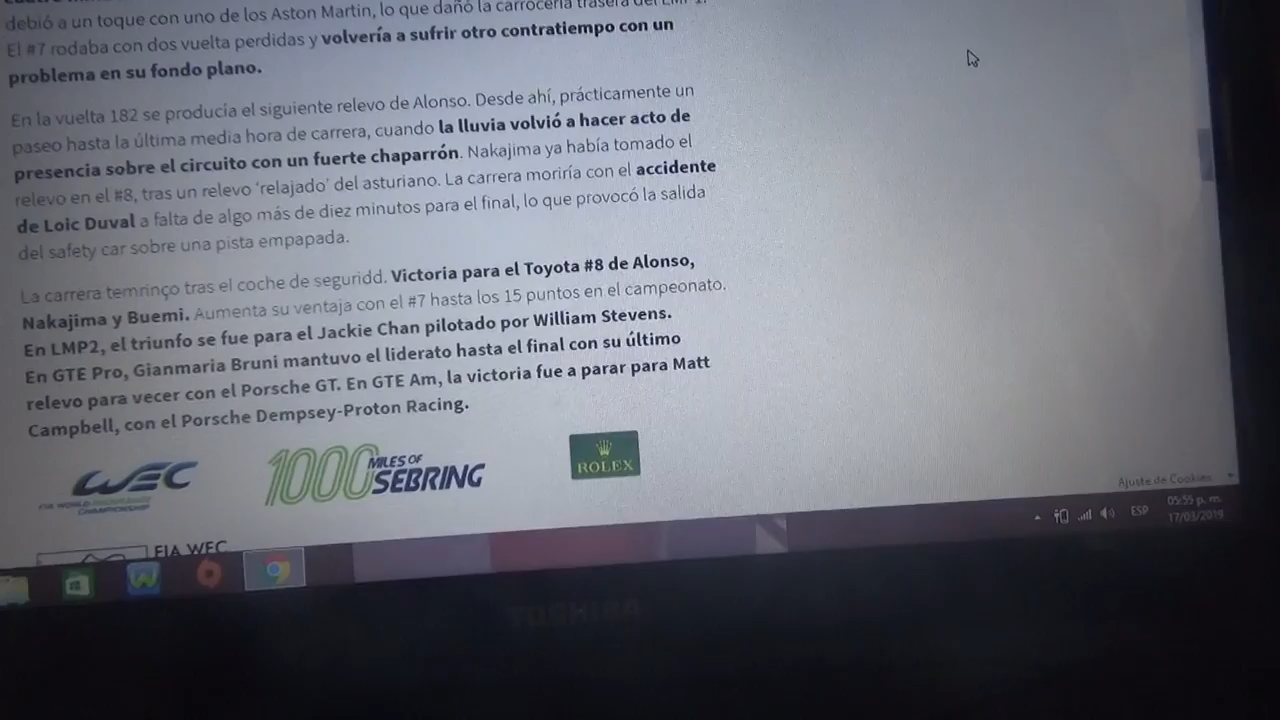 debió a un toque con uno de los Aston Martin, lo que dañó la carrocería trasera del LMP1.
El #7 rodaba con dos vuelta perdidas y volvería a sufrir otro contratiempo con un
problema en su fondo plano.
En la vuelta 182 se producía el siguiente relevo de Alonso. Desde ahí, prácticamente un
paseo hasta la última media hora de carrera, cuando la lluvia volvió a hacer acto de
presencia sobre el circuito con un fuerte chaparrón. Nakajima ya había tomado el
relevo en el #8, tras un relevo 'relajado' del asturiano. La carrera moriría con el accidente
de Loic Duval a falta de algo más de diez minutos para el final, lo que provocó la salida
del safety car sobre una pista empapada.
La carrera temrinço tras el coche de seguridd. Victoria para el Toyota #8 de Alonso,
Nakajima y Buemi. Aumenta su ventaja con el #7 hasta los 15 puntos en el campeonato.
En LMP2, el triunfo se fue para el Jackie Chan pilotado por William Stevens.
En GTE Pro, Gianmaria Bruni mantuvo el liderato hasta el final con su último
relevo para vecer con el Porsche GT. En GTE Am, la victoria fue a parar para Matt
Campbell, con el Porsche Dempsey-Proton Racing.
WEC
FIA WORLD ENDURANCE
CHAMPIONSHIP
1000 MILES OF
SEBRING
ROLEX
Ajuste de Cookies
FIA WEC
ESP
05:55 p. m.
17/03/2019
TOSHIBA